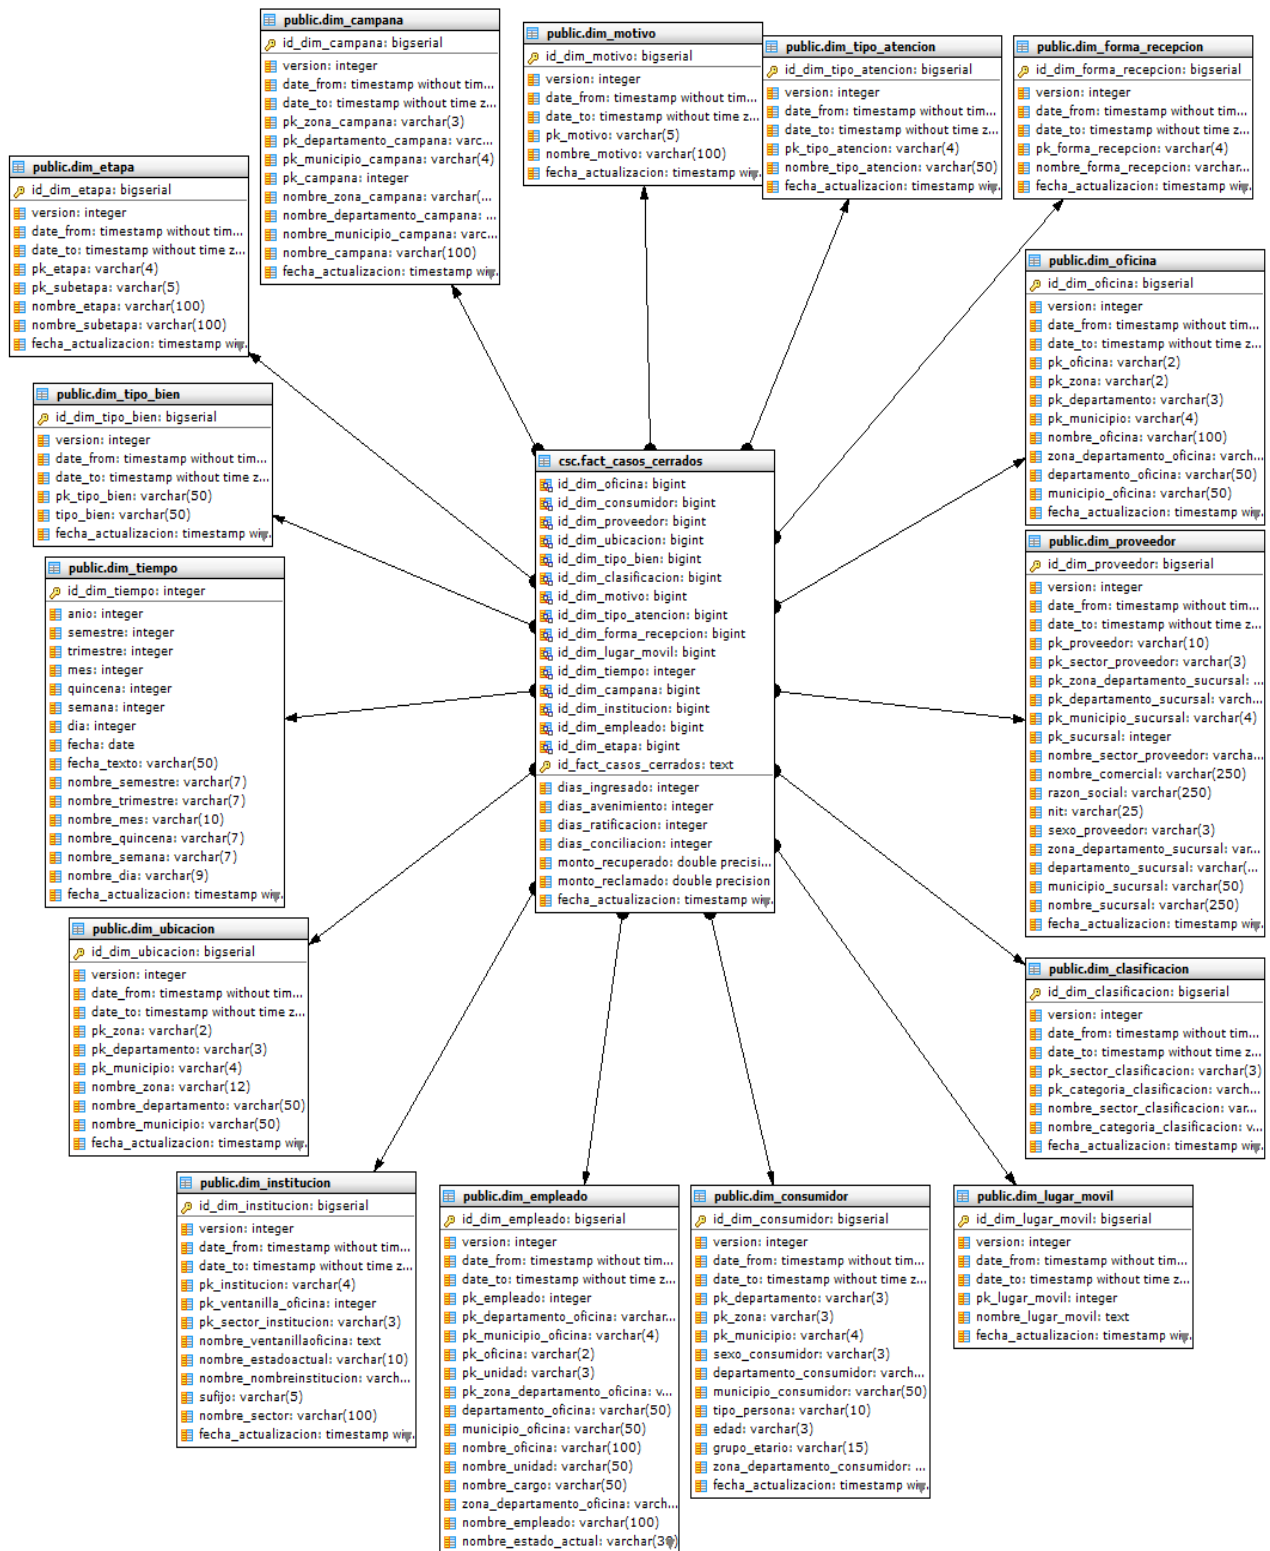 public.dim_campana
id_dim_campana: bigserial
version: integer
date_from: timestamp without tim...
date_to: timestamp without time z...
pk_zona_campana: varchar(3)
pk_departamento_campana: varc...
pk_municipio_campana: varchar(4)
pk_campana: integer
nombre_zona_campana: varchar(...
nombre_departamento_campana: ...
nombre_municipio_campana: varc...
nombre_campana: varchar(100)
fecha_actualizacion: timestamp wi
public.dim_motivo
id_dim_motivo: bigserial
version: integer
date_from: timestamp without tim...
date_to: timestamp without time z...
pk_motivo: varchar(5)
nombre_motivo: varchar(100)
fecha_actualizacion: timestamp wi
public.dim_tipo_atencion
id_dim_tipo_atencion: bigserial
version: integer
date_from: timestamp without tim...
date_to: timestamp without time z...
pk_tipo_atencion: varchar(4)
nombre_tipo_atencion: varchar(50)
fecha_actualizacion: timestamp wi
public.dim_forma_recepcion
id_dim_forma_recepcion: bigserial
version: integer
date_from: timestamp without tim...
date_to: timestamp without time z...
pk_forma_recepcion: varchar(4)
nombre_forma_recepcion: varchar...
fecha_actualizacion: timestamp wi
public.dim_etapa
id_dim_etapa: bigserial
version: integer
date_from: timestamp without tim...
date_to: timestamp without time z...
pk_etapa: varchar(4)
pk_subetapa: varchar(5)
nombre_etapa: varchar(100)
nombre_subetapa: varchar(100)
fecha_actualizacion: timestamp wi
public.dim_oficina
id_dim_oficina: bigserial
version: integer
date_from: timestamp without tim...
date_to: timestamp without time z...
pk_oficina: varchar(2)
pk_zona: varchar(2)
pk_departamento: varchar(3)
pk_municipio: varchar(4)
nombre_oficina: varchar(100)
zona_departamento_oficina: varch...
departamento_oficina: varchar(50)
municipio_oficina: varchar(50)
fecha_actualizacion: timestamp wi
public.dim_tipo_bien
id_dim_tipo_bien: bigserial
version: integer
date_from: timestamp without tim...
date_to: timestamp without time z...
pk_tipo_bien: varchar(50)
tipo_bien: varchar(50)
fecha_actualizacion: timestamp wi
csc.fact_casos_cerrados
id_dim_oficina: bigint
id_dim_consumidor: bigint
id_dim_proveedor: bigint
id_dim_ubicacion: bigint
id_dim_tipo_bien: bigint
id_dim_clasificacion: bigint
id_dim_motivo: bigint
id_dim_tipo_atencion: bigint
id_dim_forma_recepcion: bigint
id_dim_lugar_movil: bigint
id_dim_tiempo: integer
id_dim_campana: bigint
id_dim_institucion: bigint
id_dim_empleado: bigint
id_dim_etapa: bigint
id_fact_casos_cerrados: text
dias_ingresado: integer
dias_avenimiento: integer
dias_ratificacion: integer
dias_conciliacion: integer
monto_recuperado: double precisi...
monto_reclamado: double precision
fecha_actualizacion: timestamp wi
public.dim_proveedor
id_dim_proveedor: bigserial
version: integer
date_from: timestamp without tim...
date_to: timestamp without time z...
pk_proveedor: varchar(10)
pk_sector_proveedor: varchar(3)
pk_zona_departamento_sucursal: ...
pk_departamento_sucursal: varch...
pk_municipio_sucursal: varchar(4)
pk_sucursal: integer
nombre_sector_proveedor: varcha...
nombre_comercial: varchar(250)
razon_social: varchar(250)
nit: varchar(25)
sexo_proveedor: varchar(3)
zona_departamento_sucursal: var...
departamento_sucursal: varchar(...
municipio_sucursal: varchar(50)
nombre_sucursal: varchar(250)
fecha_actualizacion: timestamp wi
public.dim_tiempo
id_dim_tiempo: integer
anio: integer
semestre: integer
trimestre: integer
mes: integer
quincena: integer
semana: integer
dia: integer
fecha: date
fecha_texto: varchar(50)
nombre_semestre: varchar(7)
nombre_trimestre: varchar(7)
nombre_mes: varchar(10)
nombre_quincena: varchar(7)
nombre_semana: varchar(7)
nombre_dia: varchar(9)
fecha_actualizacion: timestamp wi
public.dim_ubicacion
id_dim_ubicacion: bigserial
version: integer
date_from: timestamp without tim...
date_to: timestamp without time z...
pk_zona: varchar(2)
pk_departamento: varchar(3)
pk_municipio: varchar(4)
nombre_zona: varchar(12)
nombre_departamento: varchar(50)
nombre_municipio: varchar(50)
fecha_actualizacion: timestamp wi
public.dim_clasificacion
id_dim_clasificacion: bigserial
version: integer
date_from: timestamp without tim...
date_to: timestamp without time z...
pk_sector_clasificacion: varchar(3)
pk_categoria_clasificacion: varch...
nombre_sector_clasificacion: var...
nombre_categoria_clasificacion: v...
fecha_actualizacion: timestamp wi
public.dim_institucion
id_dim_institucion: bigserial
version: integer
date_from: timestamp without tim...
date_to: timestamp without time z...
pk_institucion: varchar(4)
pk_ventanilla_oficina: integer
pk_sector_institucion: varchar(3)
nombre_ventanillaoficina: text
nombre_estadoactual: varchar(10)
nombre_nombreinstitucion: varch...
sufijo: varchar(5)
nombre_sector: varchar(100)
fecha_actualizacion: timestamp wi
public.dim_empleado
id_dim_empleado: bigserial
version: integer
date_from: timestamp without tim...
date_to: timestamp without time z...
pk_empleado: integer
pk_departamento_oficina: varchar...
pk_municipio_oficina: varchar(4)
pk_oficina: varchar(2)
pk_unidad: varchar(3)
pk_zona_departamento_oficina: v...
departamento_oficina: varchar(50)
municipio_oficina: varchar(50)
nombre_oficina: varchar(100)
nombre_unidad: varchar(50)
nombre_cargo: varchar(50)
zona_departamento_oficina: varch...
nombre_empleado: varchar(100)
nombre_estado_actual:
public.dim_consumidor
id_dim_consumidor: bigserial
version: integer
date_from: timestamp without tim...
date_to: timestamp without time z...
pk_departamento: varchar(3)
pk_zona: varchar(3)
pk_municipio: varchar(4)
sexo_consumidor: varchar(3)
departamento_consumidor: varch...
municipio_consumidor: varchar(50)
tipo_persona: varchar(10)
edad: varchar(3)
grupo_etario: varchar(15)
zona_departamento_consumidor: ...
fecha_actualizacion: timestamp wi
public.dim_lugar_movil
id_dim_lugar_movil: bigserial
version: integer
date_from: timestamp without tim...
date_to: timestamp without time z...
pk_lugar_movil: integer
nombre_lugar_movil: text
fecha_actualizacion: timestamp wi